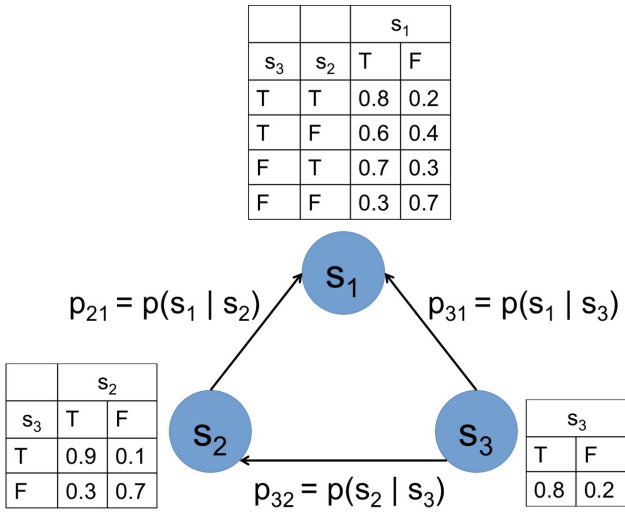 s₁
s₃ s₂ T F
T T 0.8 0.2
T F 0.6 0.4
F T 0.7 0.3
F F 0.3 0.7
s₁
p₂₁ = p(s₁ | s₂)
p₃₁ = p(s₁ | s₃)
s₂
s₃ T F
T 0.9 0.1
F 0.3 0.7
s₂
s₃
s₃
T F
0.8 0.2
p₃₂ = p(s₂ | s₃)